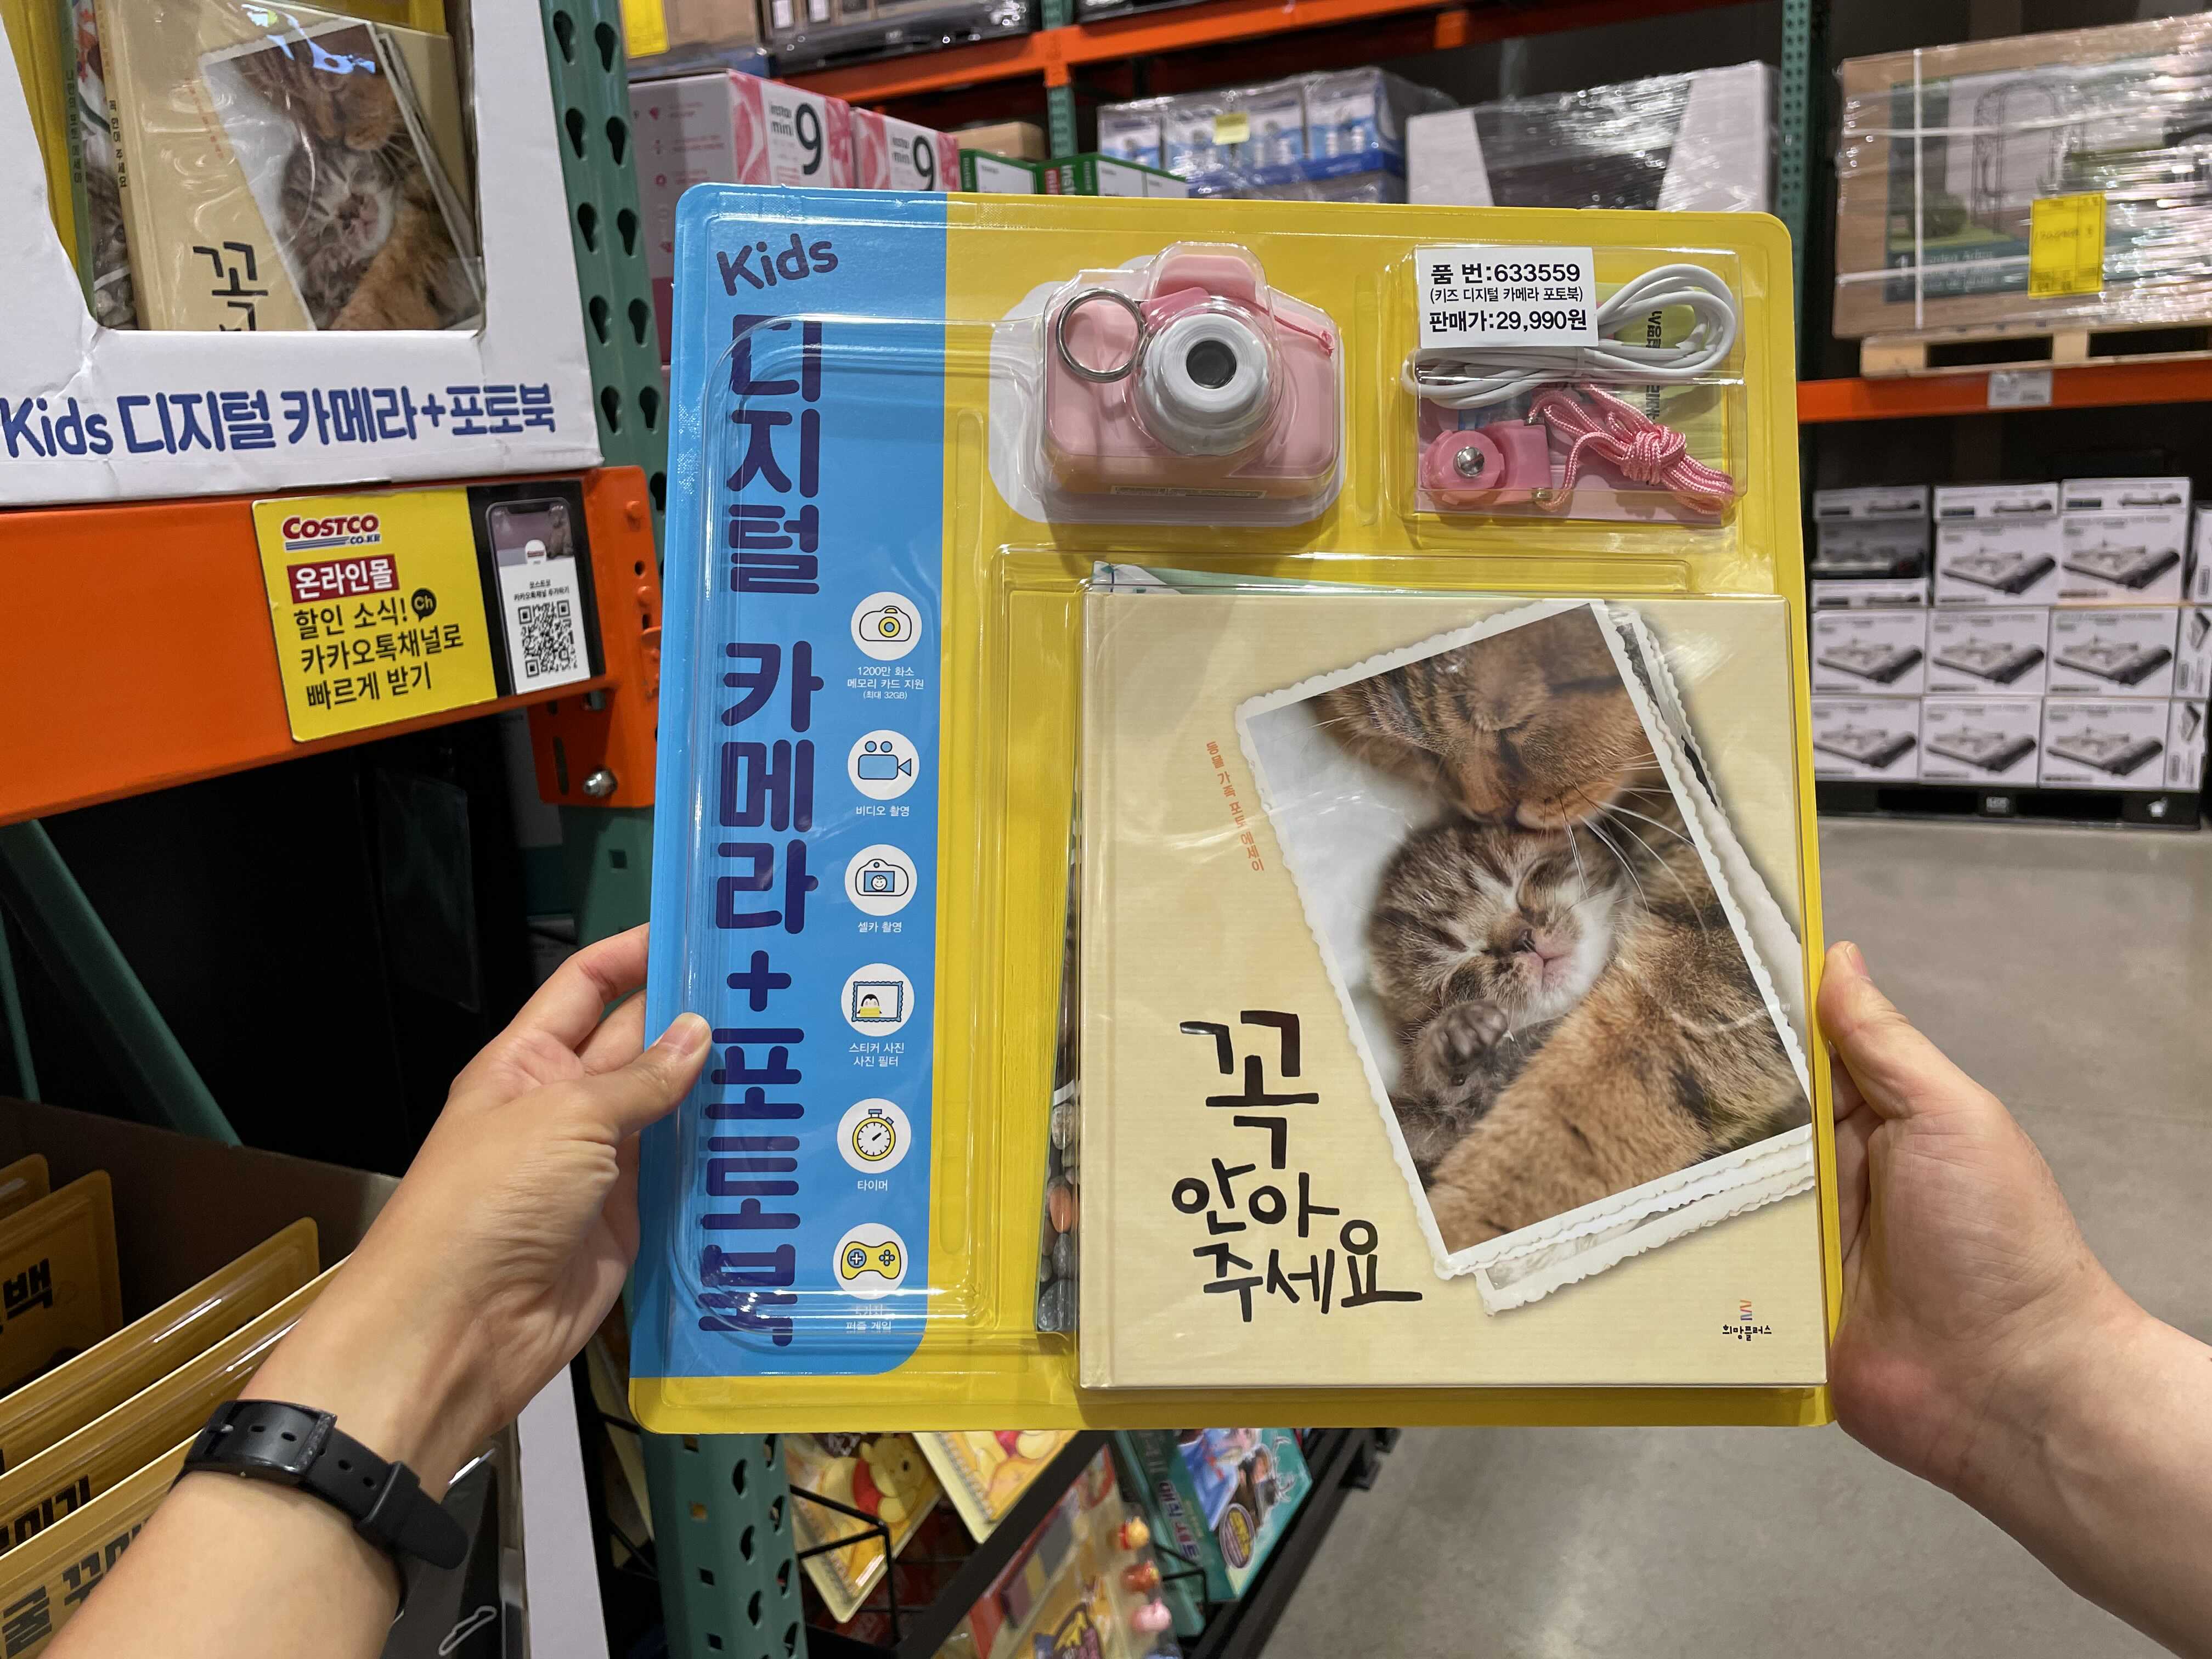 Kids 디지털 카메라+포토북
COSTCO
CO.KR
온라인몰
할인 소식! Ch
카카오톡채널로
빠르게 받기
꼬
mini 9
mini 9
Kids
디지털 카메라+포토북
1200만 화소
메모리 카드 지원
(최대 32GB)
비디오 촬영
셀카 촬영
스티커 사진
사진 필터
타이머
퍼즐 게임
품 번:633559
(키즈 디지털 카메라 포토북)
판매가:29,990원
동물 가족 포토 에세이
꼭
안아
주세요
희망플러스